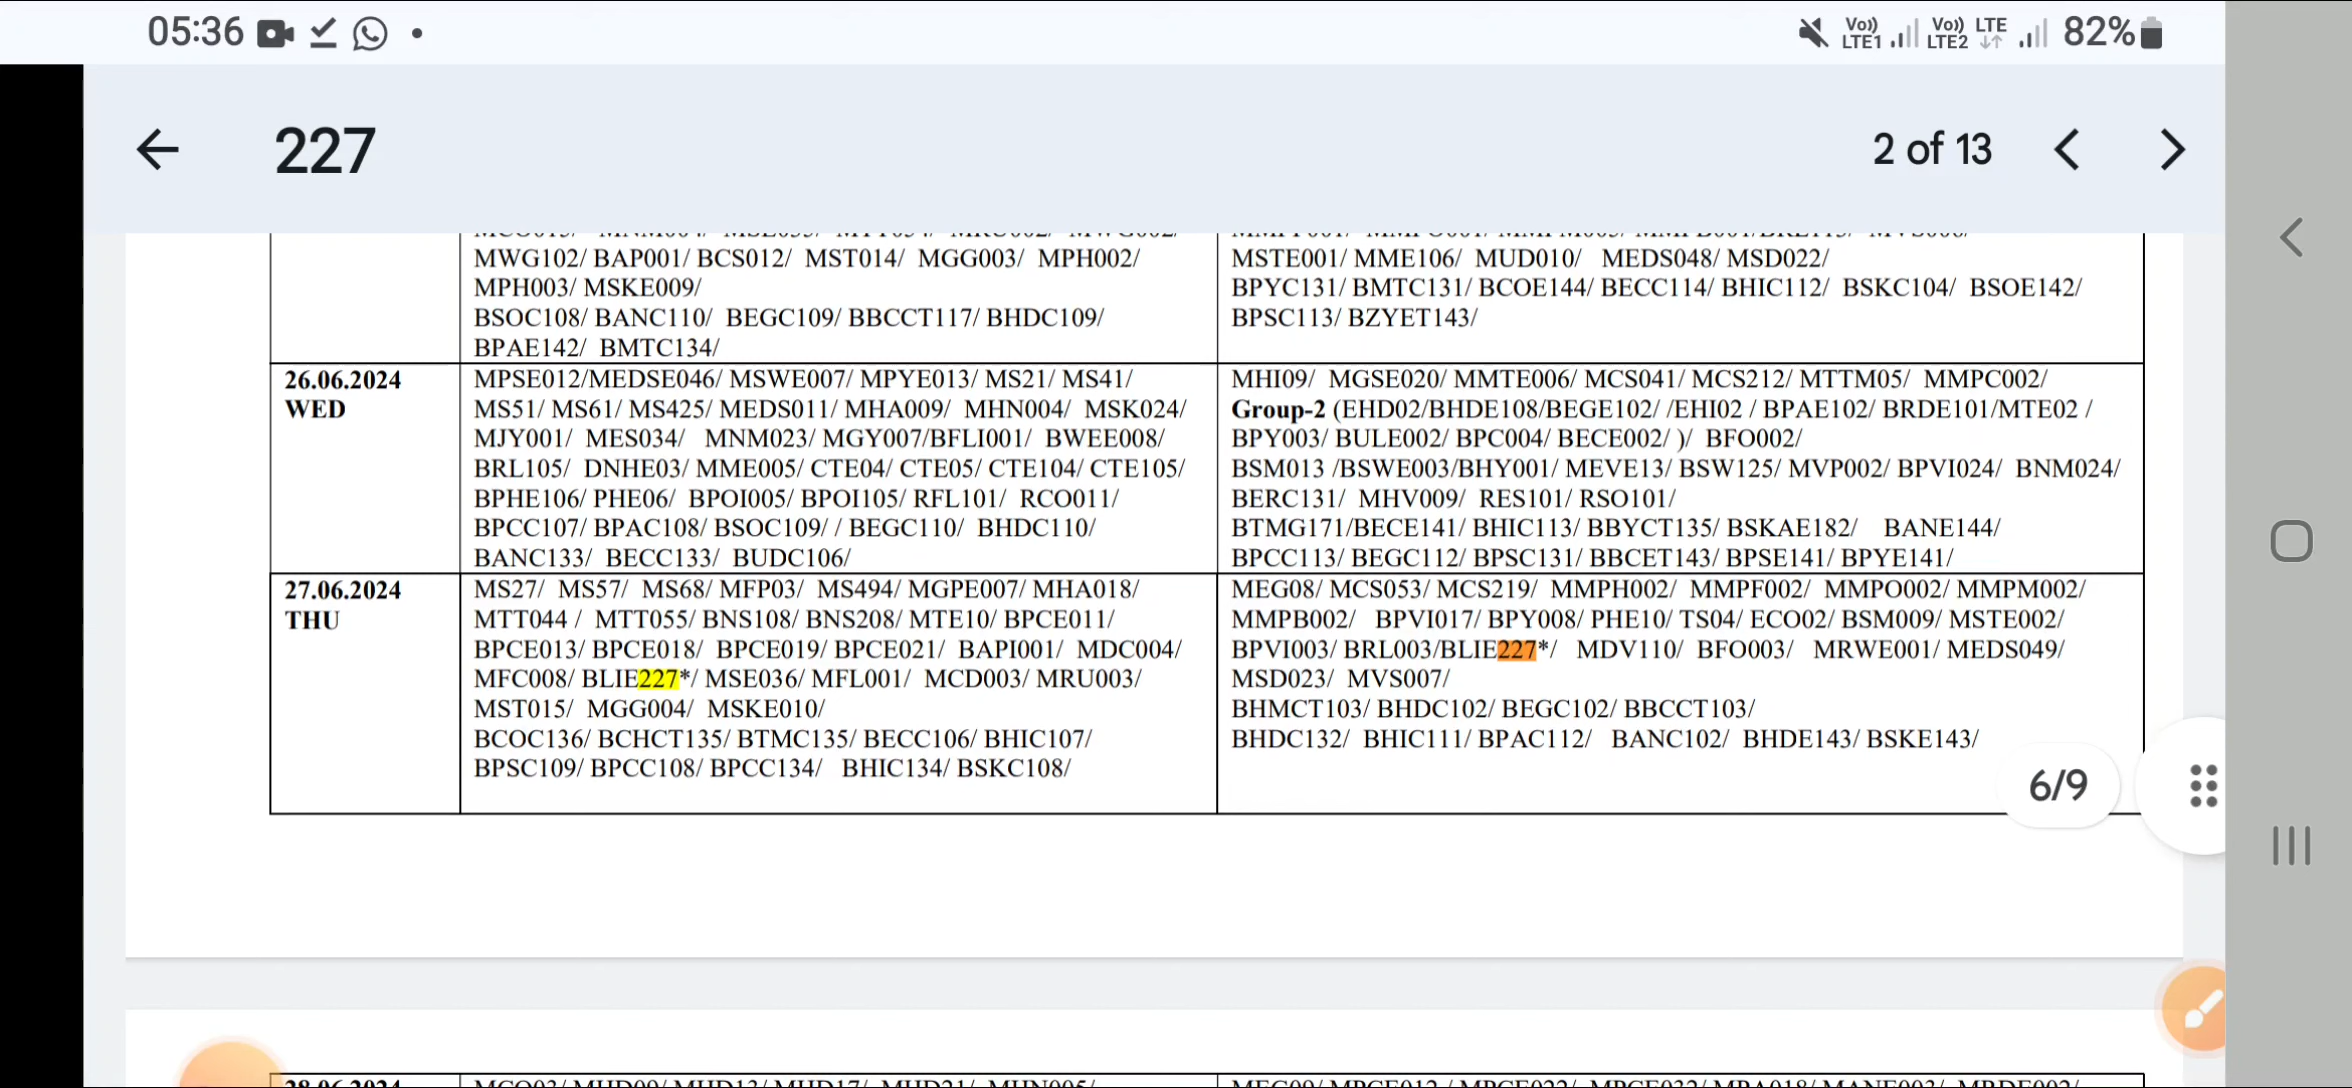 05:36
Vo)) LTE1 Vo)) LTE2 LTE 82%
227
2 of 13
MWG102/ BAP001/ BCS012/ MST014/ MGG003/ MPH002/
MPH003/ MSKE009/
BSOC108/ BANC110/ BEGC109/ BBCCT117/ BHDC109/
BPAE142/ BMTC134/
MSTE001/ MME106/ MUD010/ MEDS048/ MSD022/
BPYC131/ BMTC131/ BCOE144/ BECC114/ BHIC112/ BSKC104/ BSOE142/
BPSC113/ BZYET143/
26.06.2024
WED
MPSE012/MEDSE046/ MSWE007/ MPYE013/ MS21/ MS41/
MS51/ MS61/ MS425/ MEDS011/ MHA009/ MHN004/ MSK024/
MJY001/ MES034/ MNM023/ MGY007/BFLI001/ BWEE008/
BRL105/ DNHE03/ MME005/ CTE04/ CTE05/ CTE104/ CTE105/
BPHE106/ PHE06/ BPOI005/ BPOI105/ RFL101/ RCO011/
BPCC107/ BPAC108/ BSOC109/ / BEGC110/ BHDC110/
BANC133/ BECC133/ BUDC106/
MHI09/ MGSE020/ MMTE006/ MCS041/ MCS212/ MTTM05/ MMPC002/
Group-2 (EHD02/BHDE108/BEGE102/ /EHI02 / BPAE102/ BRDE101/MTE02 /
BPY003/ BULE002/ BPC004/ BECE002/ )/ BFO002/
BSM013 /BSWE003/BHY001/ MEVE13/ BSW125/ MVP002/ BPVI024/ BNM024/
BERC131/ MHV009/ RES101/ RSO101/
BTMG171/BECE141/ BHIC113/ BBYCT135/ BSKAE182/ BANE144/
BPCC113/ BEGC112/ BPSC131/ BBCET143/ BPSE141/ BPYE141/
27.06.2024
THU
MS27/ MS57/ MS68/ MFP03/ MS494/ MGPE007/ MHA018/
MTT044 / MTT055/ BNS108/ BNS208/ MTE10/ BPCE011/
BPCE013/ BPCE018/ BPCE019/ BPCE021/ BAPI001/ MDC004/
MFC008/ BLIE227*/ MSE036/ MFL001/ MCD003/ MRU003/
MST015/ MGG004/ MSKE010/
BCOC136/ BCHCT135/ BTMC135/ BECC106/ BHIC107/
BPSC109/ BPCC108/ BPCC134/ BHIC134/ BSKC108/
MEG08/ MCS053/ MCS219/ MMPH002/ MMPF002/ MMPO002/ MMPM002/
MMPB002/ BPVI017/ BPY008/ PHE10/ TS04/ ECO02/ BSM009/ MSTE002/
BPVI003/ BRL003/BLIE227*/ MDV110/ BFO003/ MRWE001/ MEDS049/
MSD023/ MVS007/
BHMCT103/ BHDC102/ BEGC102/ BBCCT103/
BHDC132/ BHIC111/ BPAC112/ BANC102/ BHDE143/ BSKE143/
6/9